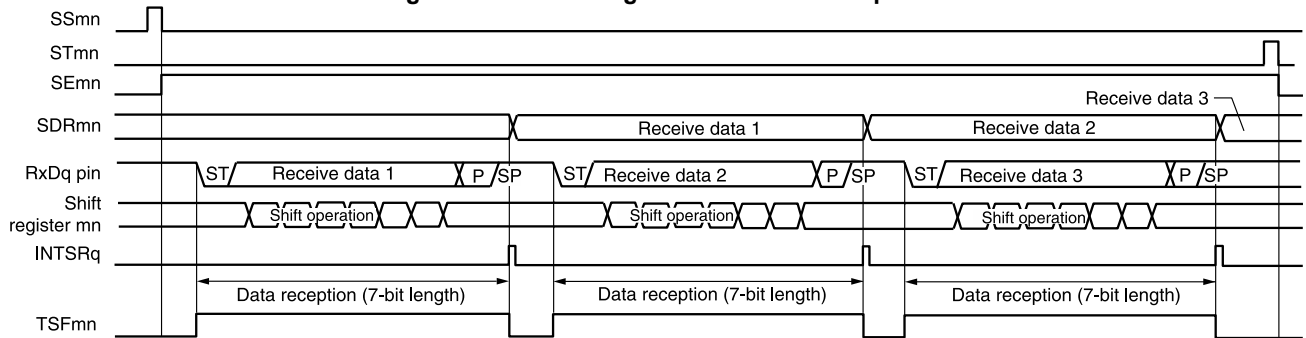 SSmn
STmn
SEmn
Receive data 3
SDRmn
Receive data 1
Receive data 2
RxDq pin
ST
Receive data 1
P
SP
ST
Receive data 2
P
SP
ST
Receive data 3
P
SP
Shift
register mn
Shift operation
Shift operation
Shift operation
INTSRq
Data reception (7-bit length)
Data reception (7-bit length)
Data reception (7-bit length)
TSFmn